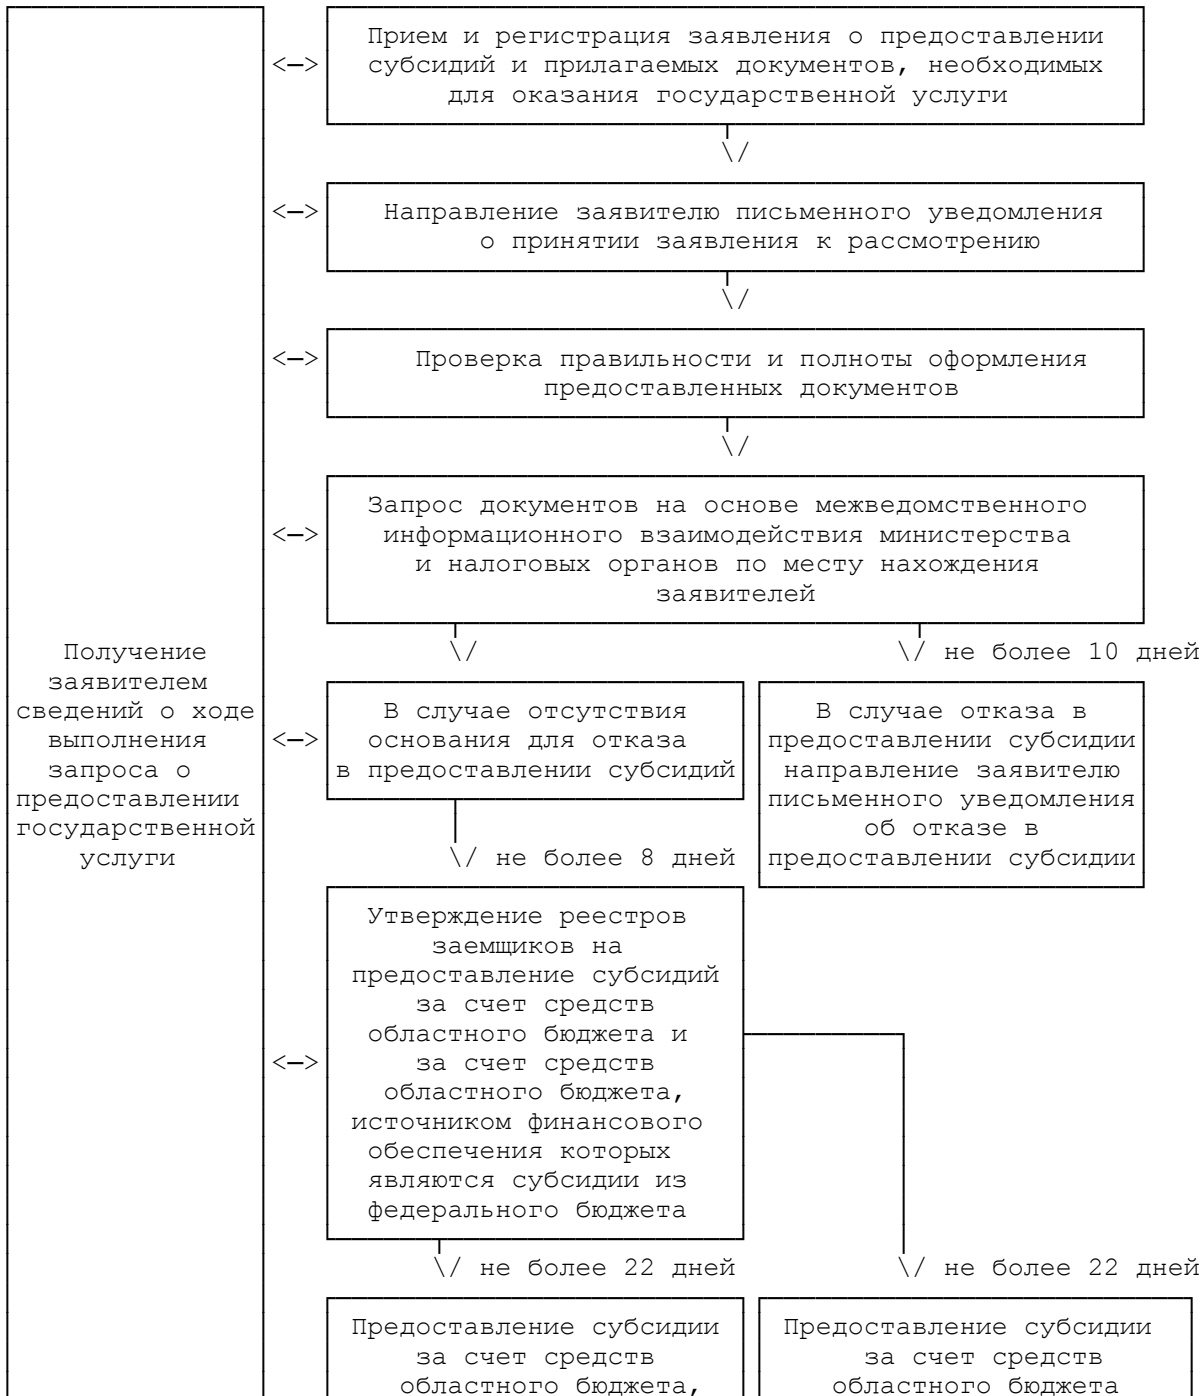 Прием и регистрация заявления о предоставлении
<─> субсидий и прилагаемых документов, необходимых
для оказания государственной услуги
\/
<─> Направление заявителю письменного уведомления
о принятии заявления к рассмотрению
\/
<─> Проверка правильности и полноты оформления
предоставленных документов
\/
Запрос документов на основе межведомственного
<─> информационного взаимодействия министерства
и налоговых органов по месту нахождения
заявителей
\/
\/ не более 10 дней
Получение
заявителем
сведений о ходе
выполнения
запроса о
предоставлении
государственной
услуги
В случае отсутствия
<─> основания для отказа
в предоставлении субсидий
В случае отказа в
предоставлении субсидии
направление заявителю
письменного уведомления
об отказе в
предоставлении субсидии
\/ не более 8 дней
Утверждение реестров
заемщиков на
предоставление субсидий
за счет средств
областного бюджета и
<─> за счет средств
областного бюджета,
источником финансового
обеспечения которых
являются субсидии из
федерального бюджета
\/ не более 22 дней
\/ не более 22 дней
Предоставление субсидии
за счет средств
областного бюджета,
Предоставление субсидии
за счет средств
областного бюджета